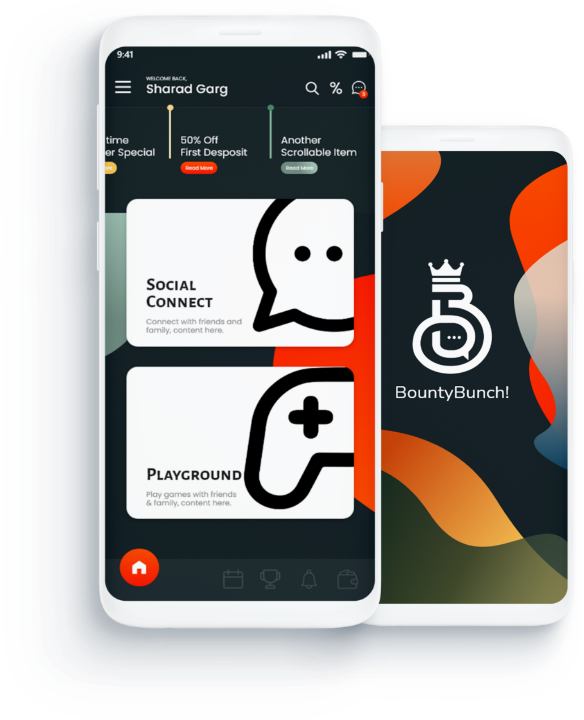 9:41
WELCOME BACK,
Sharad Garg
%
time
er Special
50% Off
First Desposit
Read More
Another
Scrollable Item
Read More
SOCIAL
CONNECT
Connect with friends and
family, content here.
PLAYGROUND
Play games with friends
& family, content here.
BountyBunch!